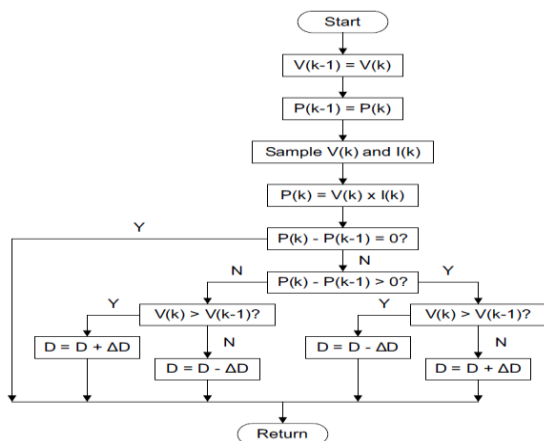 Start
V(k-1) = V(k)
P(k-1) = P(k)
Sample V(k) and I(k)
P(k) = V(k) x I(k)
Y
P(k) - P(k-1) = 0?
N
N
P(k) - P(k-1) > 0?
Y
Y
V(k) > V(k-1)?
Y
V(k) > V(k-1)?
D = D + ΔD
N
D = D - ΔD
N
D = D - ΔD
D = D + ΔD
Return